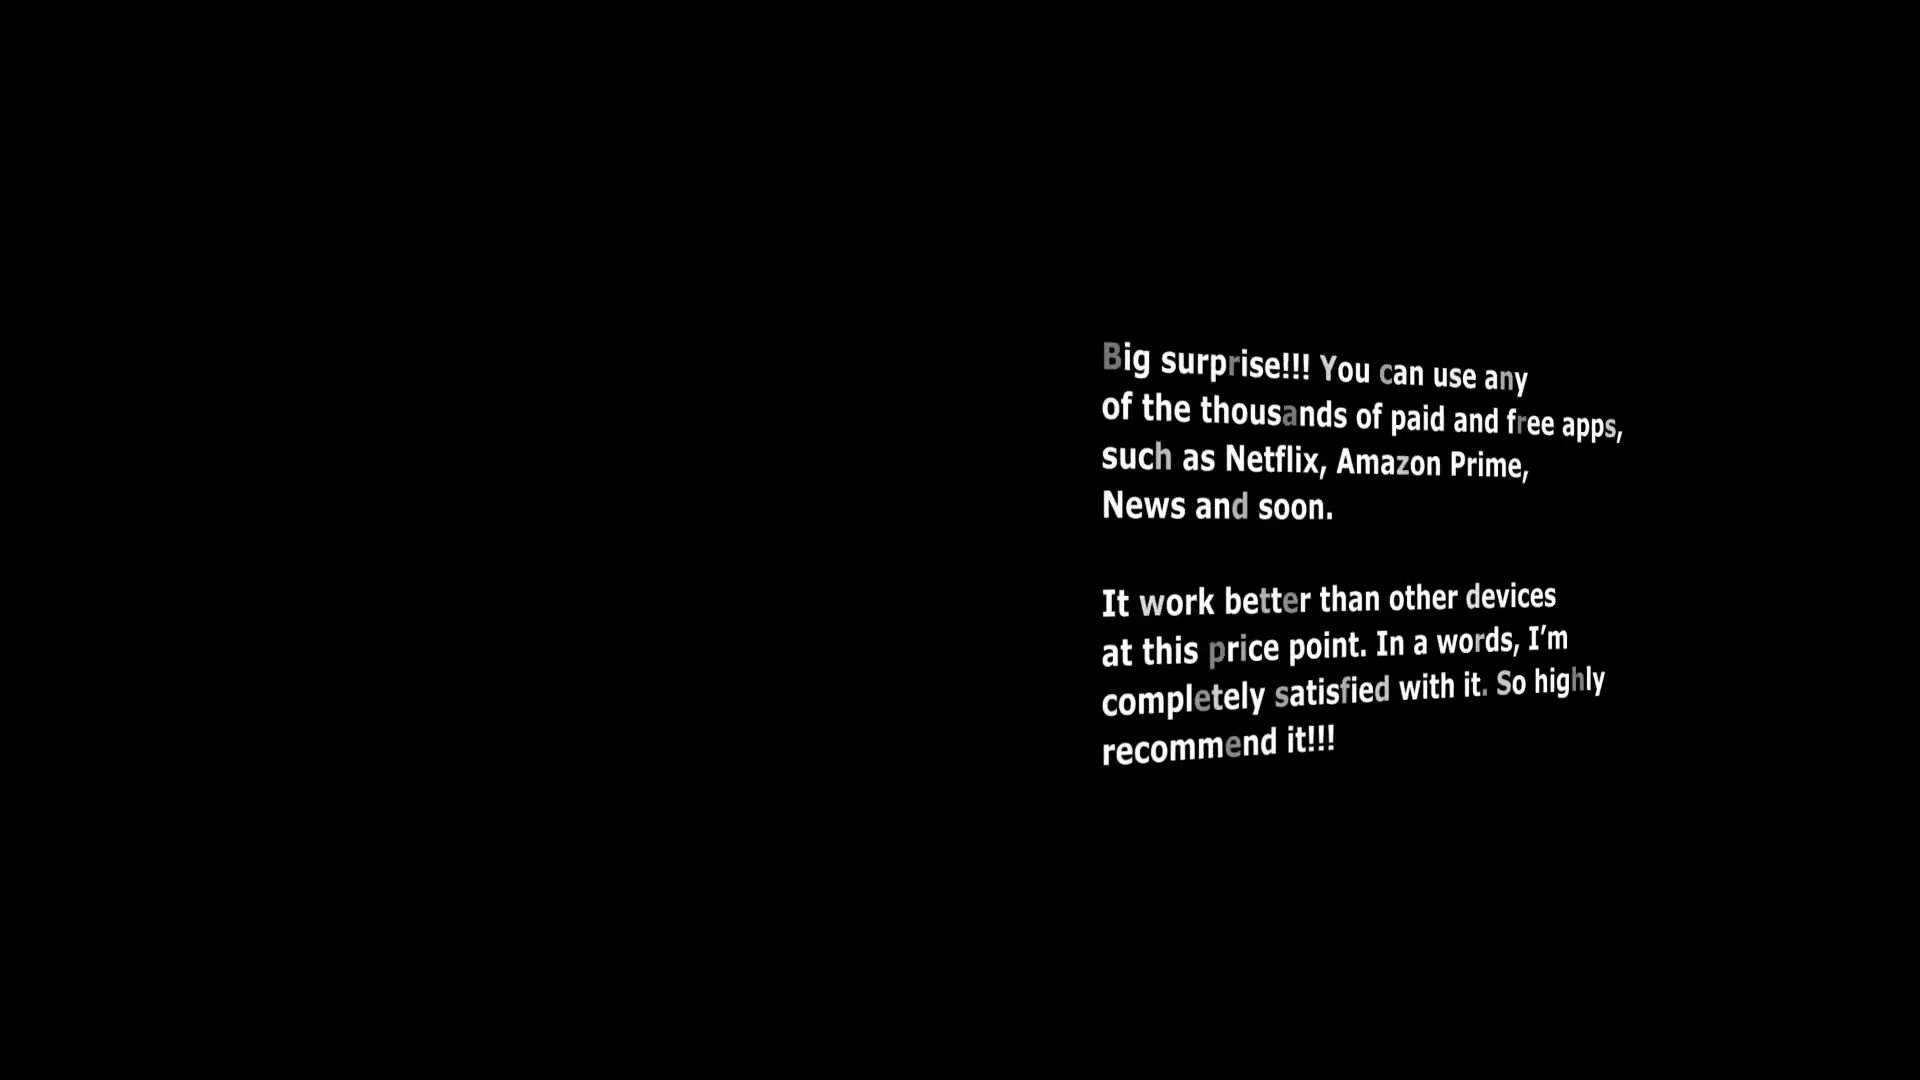 Big surprise!!! You can use any
of the thousands of paid and free apps,
such as Netflix, Amazon Prime,
News and soon.
It work better than other devices
at this price point. In a words, I’m
completely satisfied with it. So highly
recommend it!!!